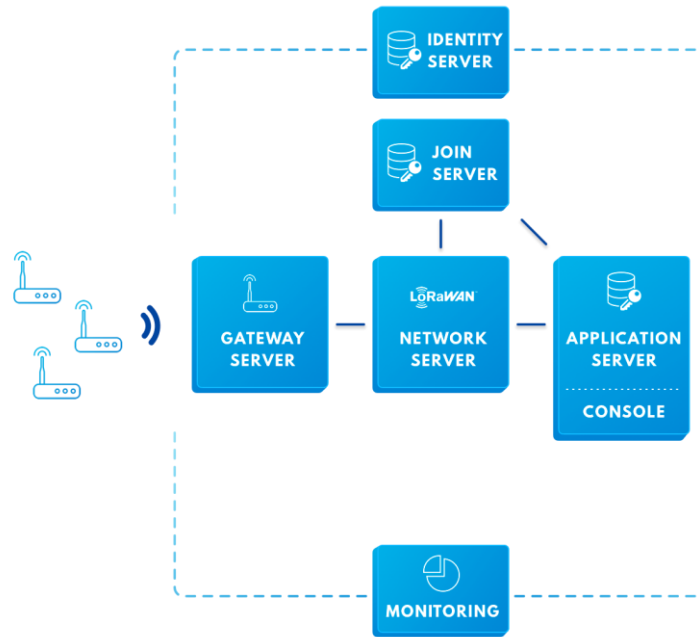 IDENTITY
SERVER
JOIN
SERVER
GATEWAY
SERVER
LoRaWAN
NETWORK
SERVER
APPLICATION
SERVER
CONSOLE
MONITORING